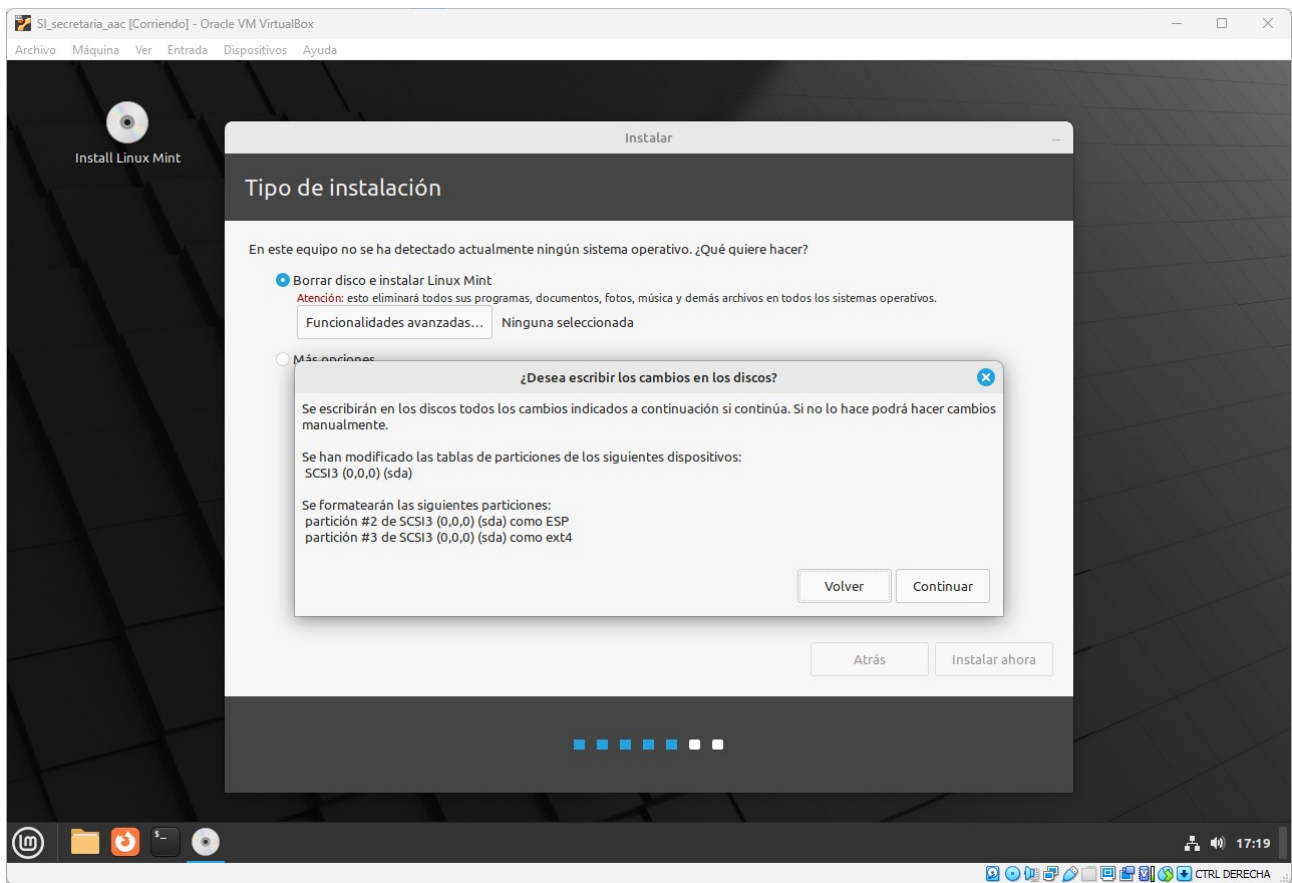 SI_secretaria_aac [Corriendo] - Oracle VM VirtualBox
Archivo Máquina Ver Entrada Dispositivos Ayuda
Install Linux Mint
Instalar
Tipo de instalación
En este equipo no se ha detectado actualmente ningún sistema operativo. ¿Qué quiere hacer?
Borrar disco e instalar Linux Mint
Atención: esto eliminará todos sus programas, documentos, fotos, música y demás archivos en todos los sistemas operativos.
Funcionalidades avanzadas... Ninguna seleccionada
Más opciones
¿Desea escribir los cambios en los discos?
Se escribirán en los discos todos los cambios indicados a continuación si continúa. Si no lo hace podrá hacer cambios
manualmente.
Se han modificado las tablas de particiones de los siguientes dispositivos:
SCSI3 (0,0,0) (sda)
Se formatearán las siguientes particiones:
partición #2 de SCSI3 (0,0,0) (sda) como ESP
partición #3 de SCSI3 (0,0,0) (sda) como ext4
Volver Continuar
Atrás Instalar ahora
17:19
CTRL DERECHA